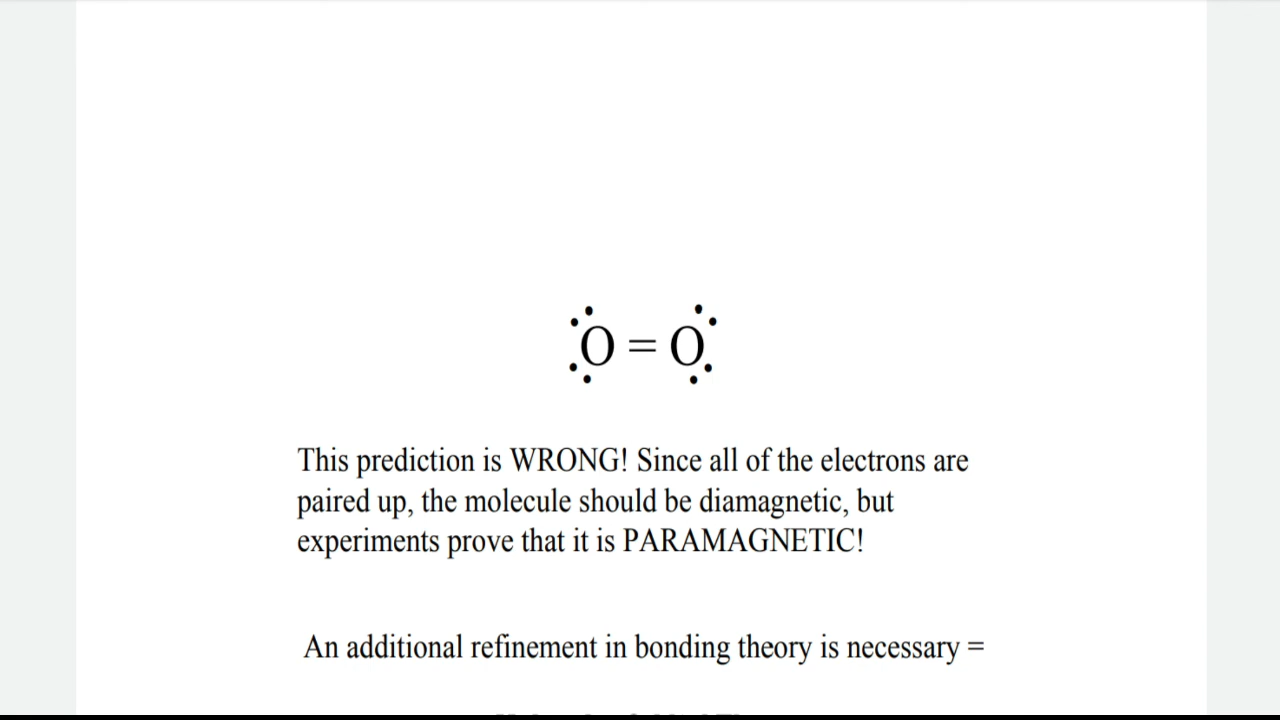 O = O
This prediction is WRONG! Since all of the electrons are
paired up, the molecule should be diamagnetic, but
experiments prove that it is PARAMAGNETIC!
An additional refinement in bonding theory is necessary =